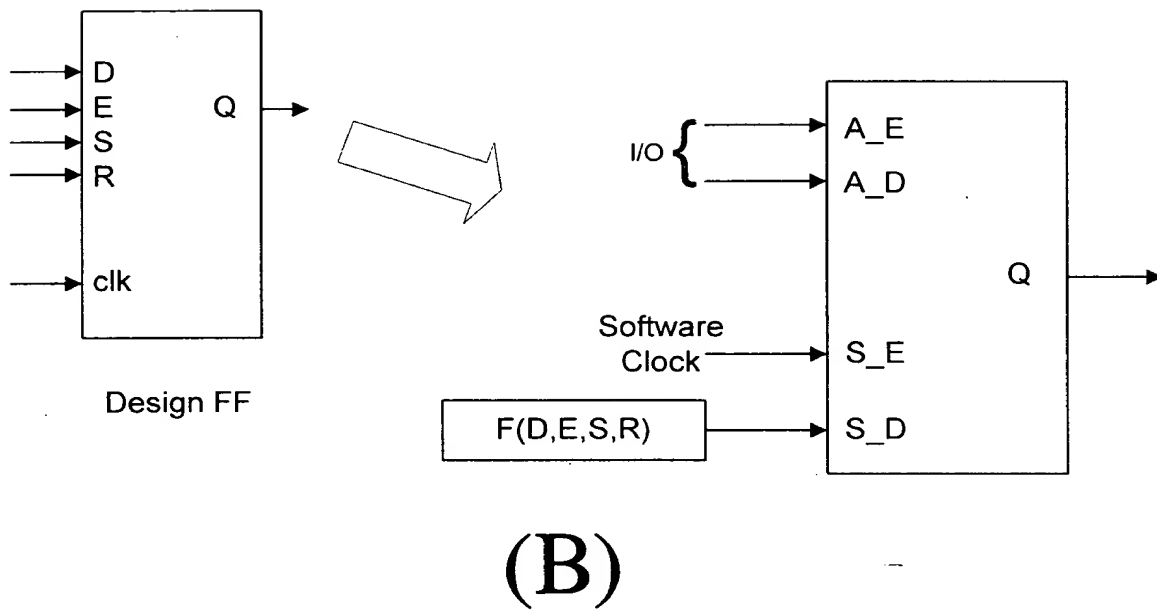 D
E
S
R
clk
Q
Design FF
I/O
A_E
A_D
Q
Software
Clock
S_E
F(D,E,S,R)
S_D
(B)